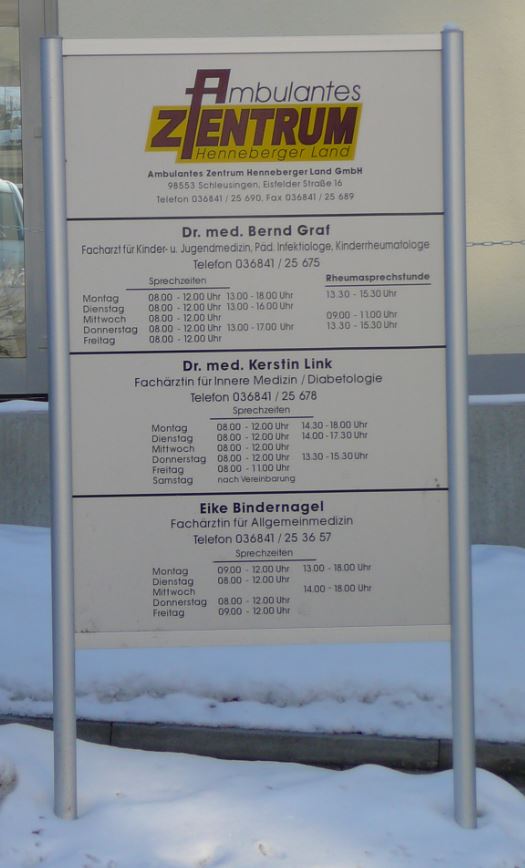 Ambulantes
ZENTRUM
Henneberger Land
Ambulantes Zentrum Henneberger Land GmbH
98553 Schleusingen, Eisfelder Straße 16
Telefon 036841 / 25 690, Fax 036841 / 25 689
Dr. med. Bernd Graf
Facharzt für Kinder- u. Jugendmedizin, Päd. Infektiologe, Kinderrheumatologe
Telefon 036841 / 25 675
Sprechzeiten Rheumasprechstunde
Montag 08.00 - 12.00 Uhr 13.00 - 18.00 Uhr 13.30 - 15.30 Uhr
Dienstag 08.00 - 12.00 Uhr 13.00 - 16.00 Uhr
Mittwoch 08.00 - 12.00 Uhr 09.00 - 11.00 Uhr
Donnerstag 08.00 - 12.00 Uhr 13.00 - 17.00 Uhr 13.30 - 15.30 Uhr
Freitag 08.00 - 12.00 Uhr
Dr. med. Kerstin Link
Fachärztin für Innere Medizin / Diabetologie
Telefon 036841 / 25 678
Sprechzeiten
Montag 08.00 - 12.00 Uhr 14.30 - 18.00 Uhr
Dienstag 08.00 - 12.00 Uhr 14.00 - 17.30 Uhr
Mittwoch 08.00 - 12.00 Uhr
Donnerstag 08.00 - 12.00 Uhr 13.30 - 15.30 Uhr
Freitag 08.00 - 11.00 Uhr
Samstag nach Vereinbarung
Eike Bindernagel
Fachärztin für Allgemeinmedizin
Telefon 036841 / 25 36 57
Sprechzeiten
Montag 09.00 - 12.00 Uhr 13.00 - 18.00 Uhr
Dienstag 08.00 - 12.00 Uhr
Mittwoch 14.00 - 18.00 Uhr
Donnerstag 08.00 - 12.00 Uhr
Freitag 09.00 - 12.00 Uhr